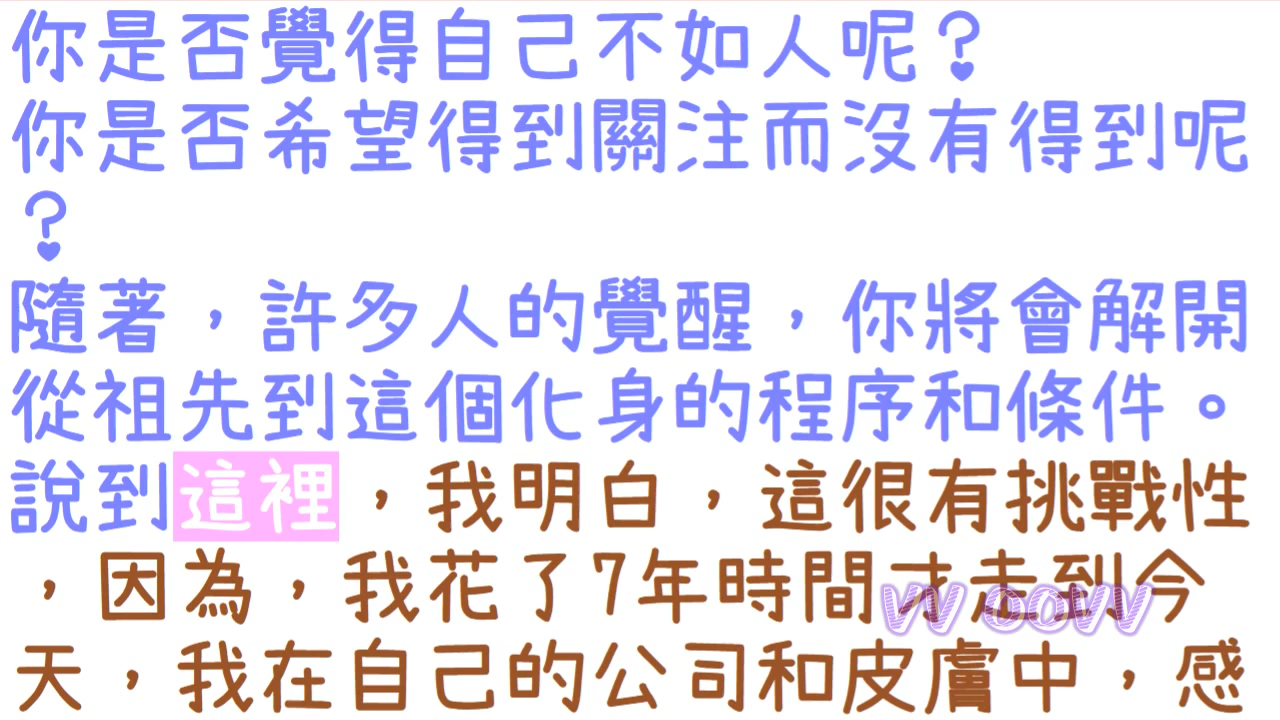 你是否覺得自己不如人呢？
你是否希望得到關注而沒有得到呢
？
隨著，許多人的覺醒，你將會解開
從祖先到這個化身的程序和條件。
說到這裡，我明白，這很有挑戰性
，因為，我花了7年時間才走到今
天，我在自己的公司和皮膚中，感
VV OOVV